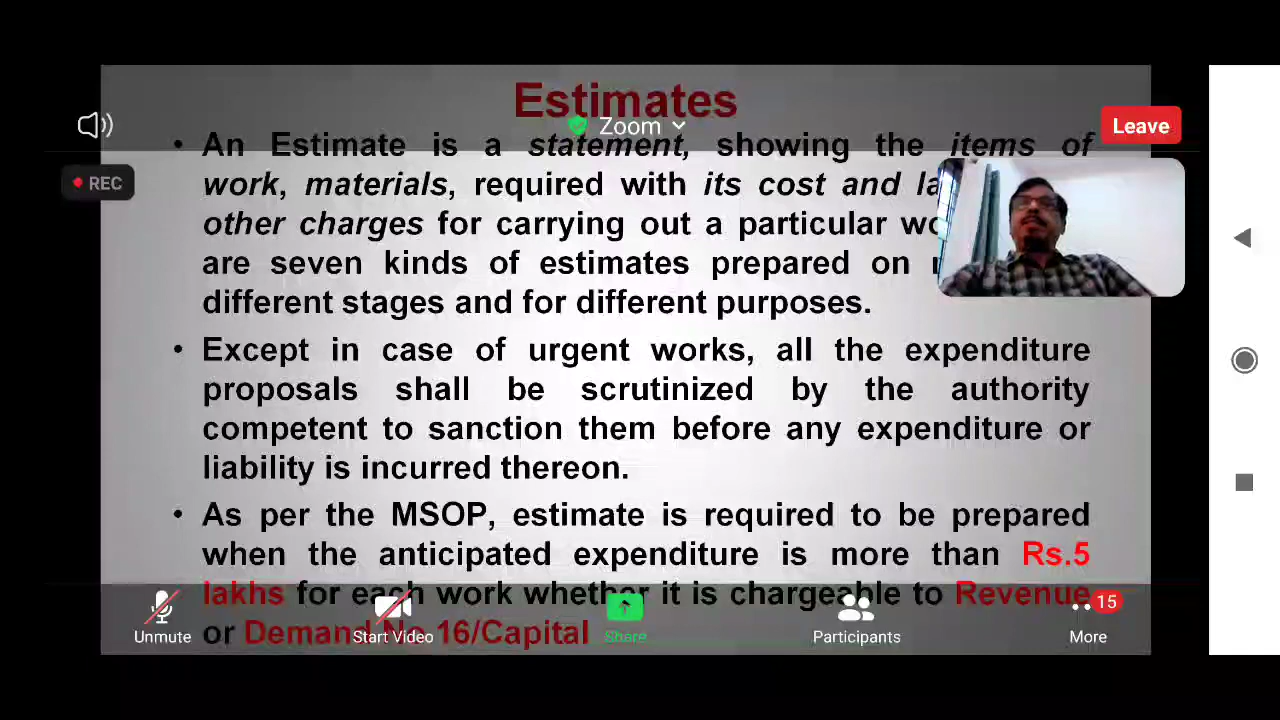 Estimates
Zoom
Leave
REC
• An Estimate is a statement, showing the items of
work, materials, required with its cost and
other charges for carrying out a particular
are seven kinds of estimates prepared on
different stages and for different purposes.
• Except in case of urgent works, all the expenditure
proposals shall be scrutinized by the authority
competent to sanction them before any expenditure or
liability is incurred thereon.
• As per the MSOP, estimate is required to be prepared
when the anticipated expenditure is more than Rs.5
lakhs for each work whether it is chargeable to Revenue
or Demand No.16/Capital
15
Unmute
Start Video
Share
Participants
More